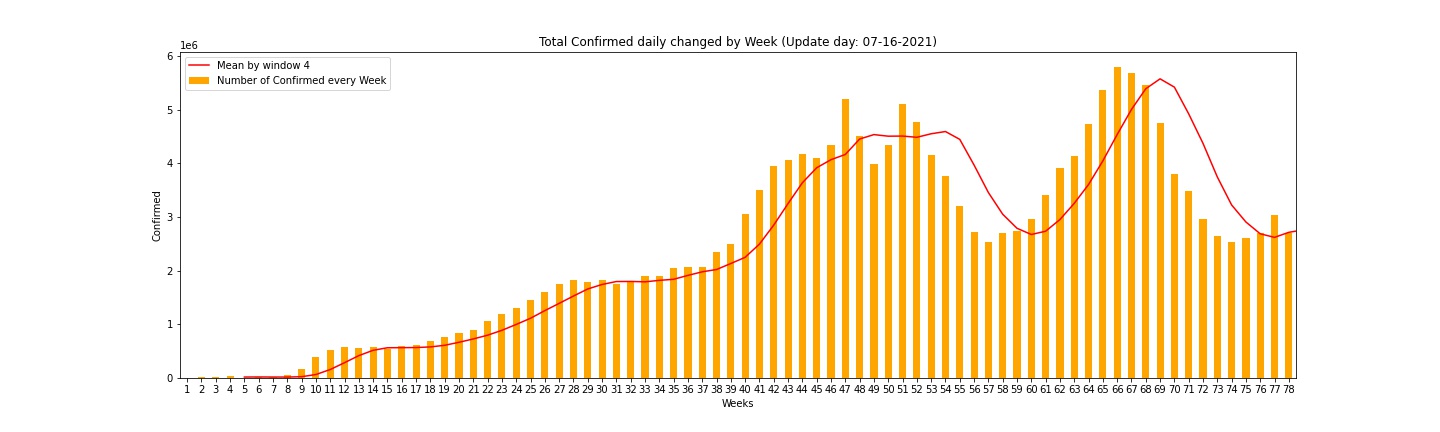 Total Confirmed daily changed by Week (Update day: 07-16-2021)
1e6
Mean by window 4
Number of Confirmed every Week
6
5
4
3
2
1
0
Confirmed
1 2 3 4 5 6 7 8 9 10 11 12 13 14 15 16 17 18 19 20 21 22 23 24 25 26 27 28 29 30 31 32 33 34 35 36 37 38 39 40 41 42 43 44 45 46 47 48 49 50 51 52 53 54 55 56 57 58 59 60 61 62 63 64 65 66 67 68 69 70 71 72 73 74 75 76 77 78
Weeks